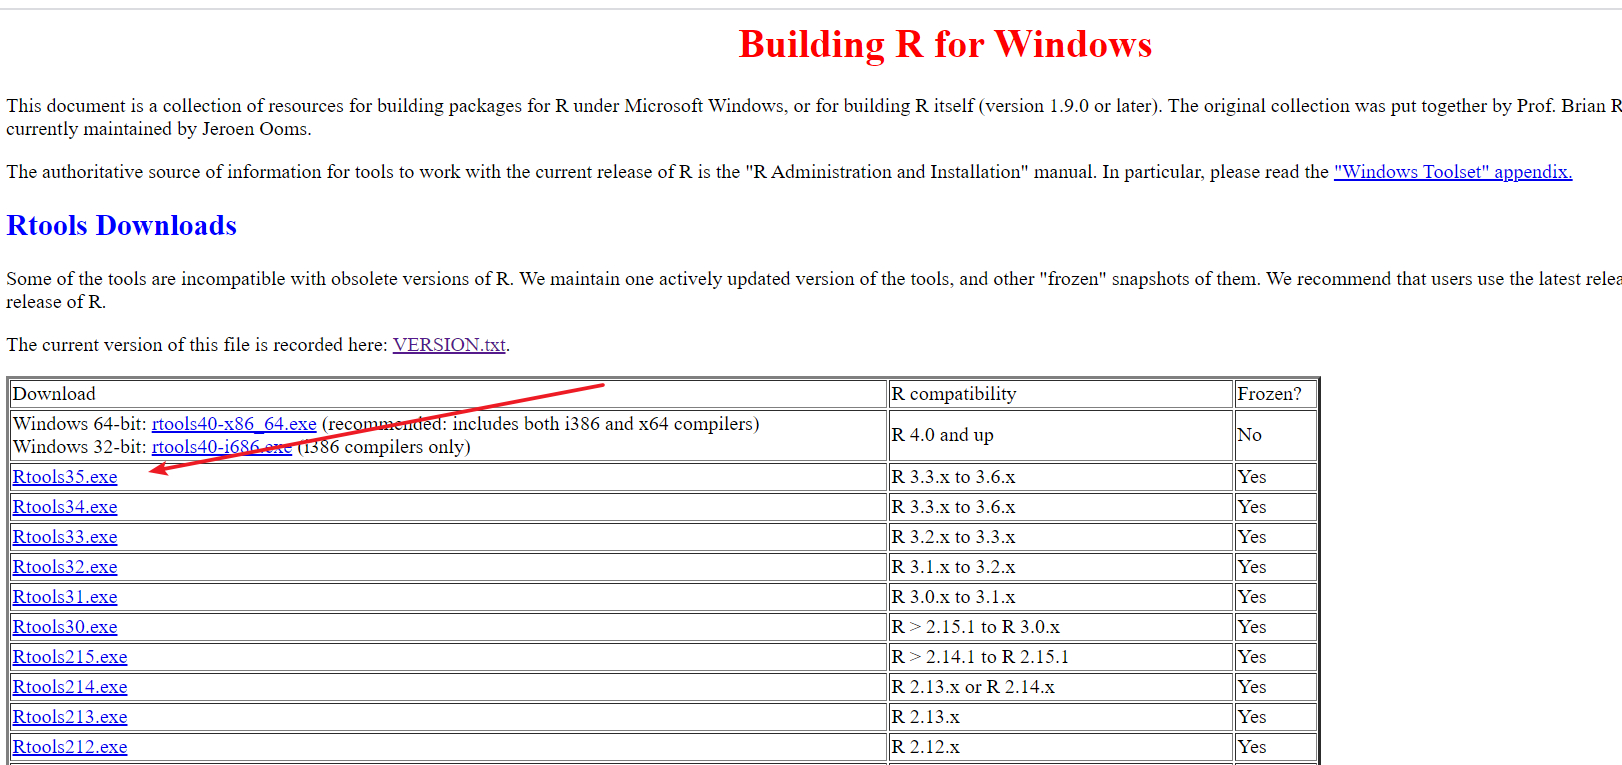 Building R for Windows
This document is a collection of resources for building packages for R under Microsoft Windows, or for building R itself (version 1.9.0 or later). The original collection was put together by Prof. Brian
currently maintained by Jeroen Ooms.
The authoritative source of information for tools to work with the current release of R is the "R Administration and Installation" manual. In particular, please read the "Windows Toolset" appendix.
Rtools Downloads
Some of the tools are incompatible with obsolete versions of R. We maintain one actively updated version of the tools, and other "frozen" snapshots of them. We recommend that users use the latest
release of R.
The current version of this file is recorded here: VERSION.txt.
Download R compatibility Frozen?
Windows 64-bit: rtools40-x86_64.exe (recommended: includes both i386 and x64 compilers)
Windows 32-bit: rtools40-i686.exe (i386 compilers only)
R 4.0 and up No
Rtools35.exe R 3.3.x to 3.6.x Yes
Rtools34.exe R 3.3.x to 3.6.x Yes
Rtools33.exe R 3.2.x to 3.3.x Yes
Rtools32.exe R 3.1.x to 3.2.x Yes
Rtools31.exe R 3.0.x to 3.1.x Yes
Rtools30.exe R > 2.15.1 to R 3.0.x Yes
Rtools215.exe R > 2.14.1 to R 2.15.1 Yes
Rtools214.exe R 2.13.x or R 2.14.x Yes
Rtools213.exe R 2.13.x Yes
Rtools212.exe R 2.12.x Yes